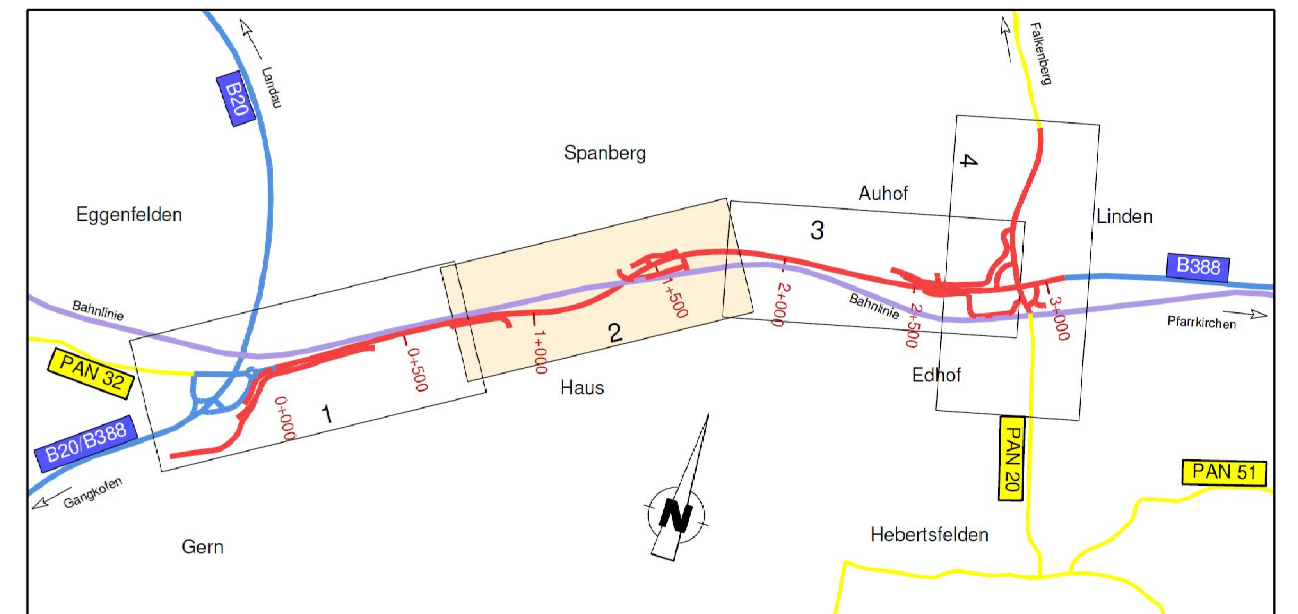 Falkenberg
Landau
B20
Spanberg
4
Auhof
Eggenfelden
Linden
3
B388
Bahnlinie
1+500
2+000
Bahnlinie
2+500
3+000
Pfarrkirchen
PAN 32
0+500
1+000
2
Haus
Edhof
1
0+000
B20/B388
PAN 20
PAN 51
Gangkofen
N
Gern
Hebertsfelden